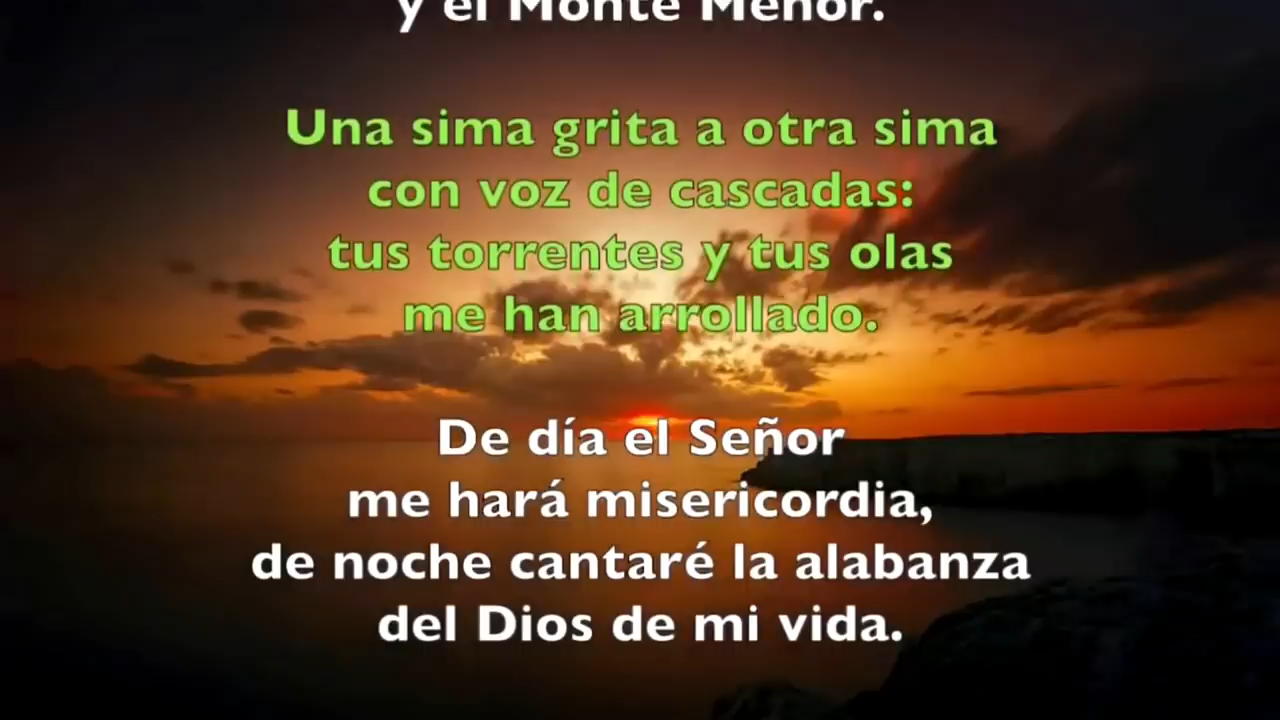 y el Monte Menor.
Una sima grita a otra sima
con voz de cascadas:
tus torrentes y tus olas
me han arrollado.
De día el Señor
me hará misericordia,
de noche cantaré la alabanza
del Dios de mi vida.